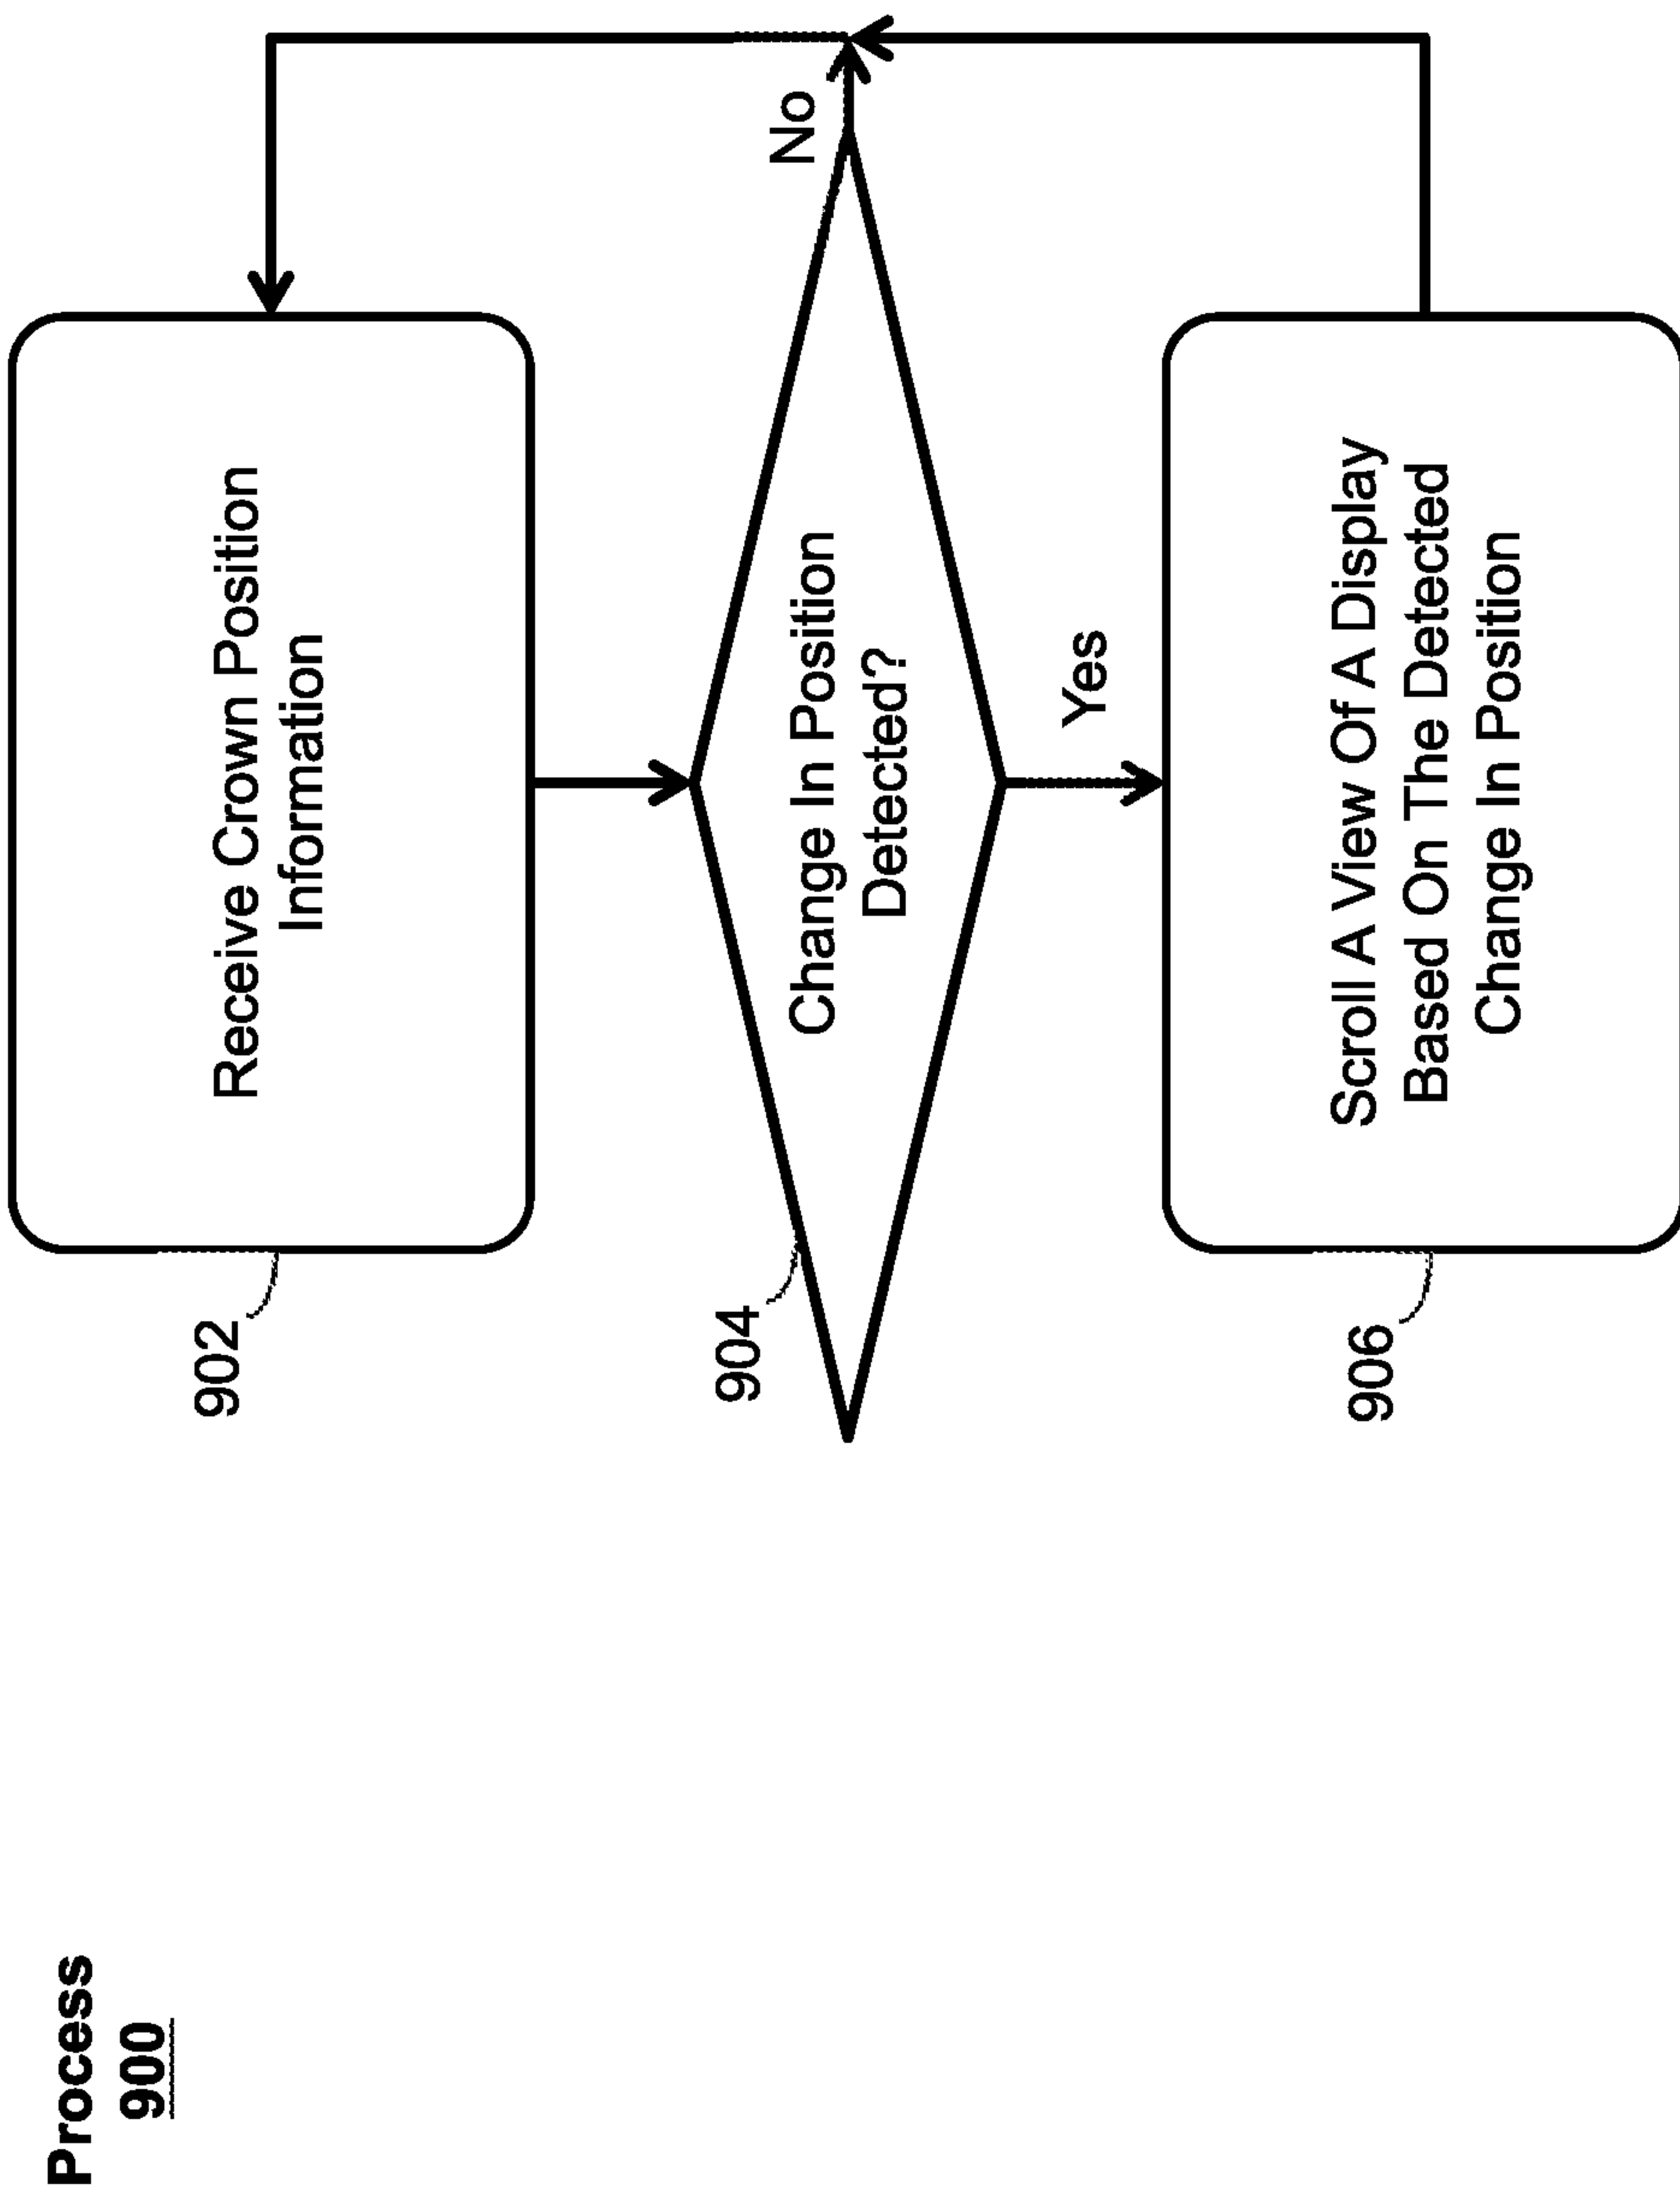 Process
900
902
Receive Crown Position
Information
904
Change In Position
Detected?
No
Yes
906
Scroll A View Of A Display
Based On The Detected
Change In Position